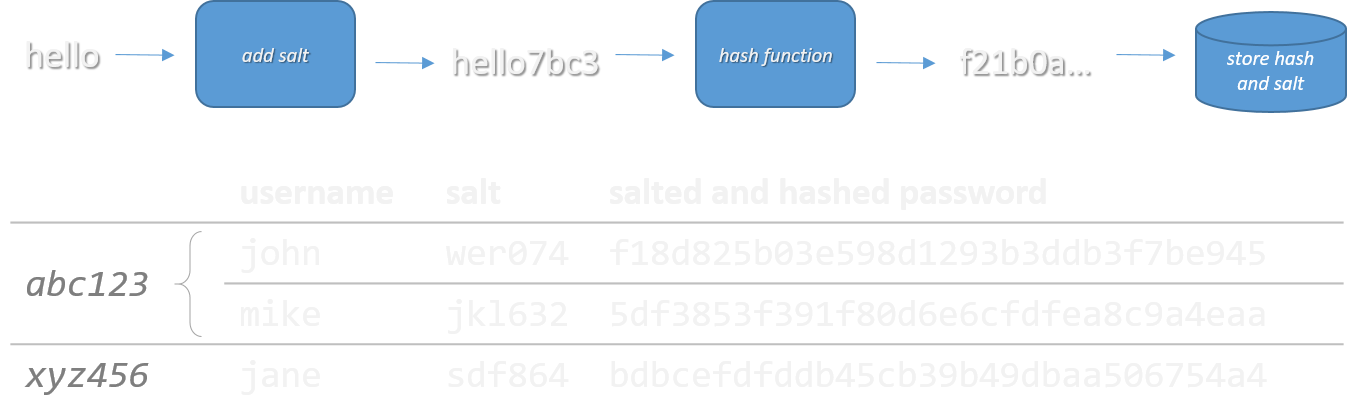 hello add salt hello7bc3 hash function f21b0a... store hash
and salt
username salt salted and hashed password
john wer074 f18d825b03e598d1293b3ddb3f7be945
abc123
mike jkl632 5df3853f391f80d6e6cfdfea8c9a4eaa
xyz456 jane sdf864 bdbcefdfddb45cb39b49dbaa506754a4